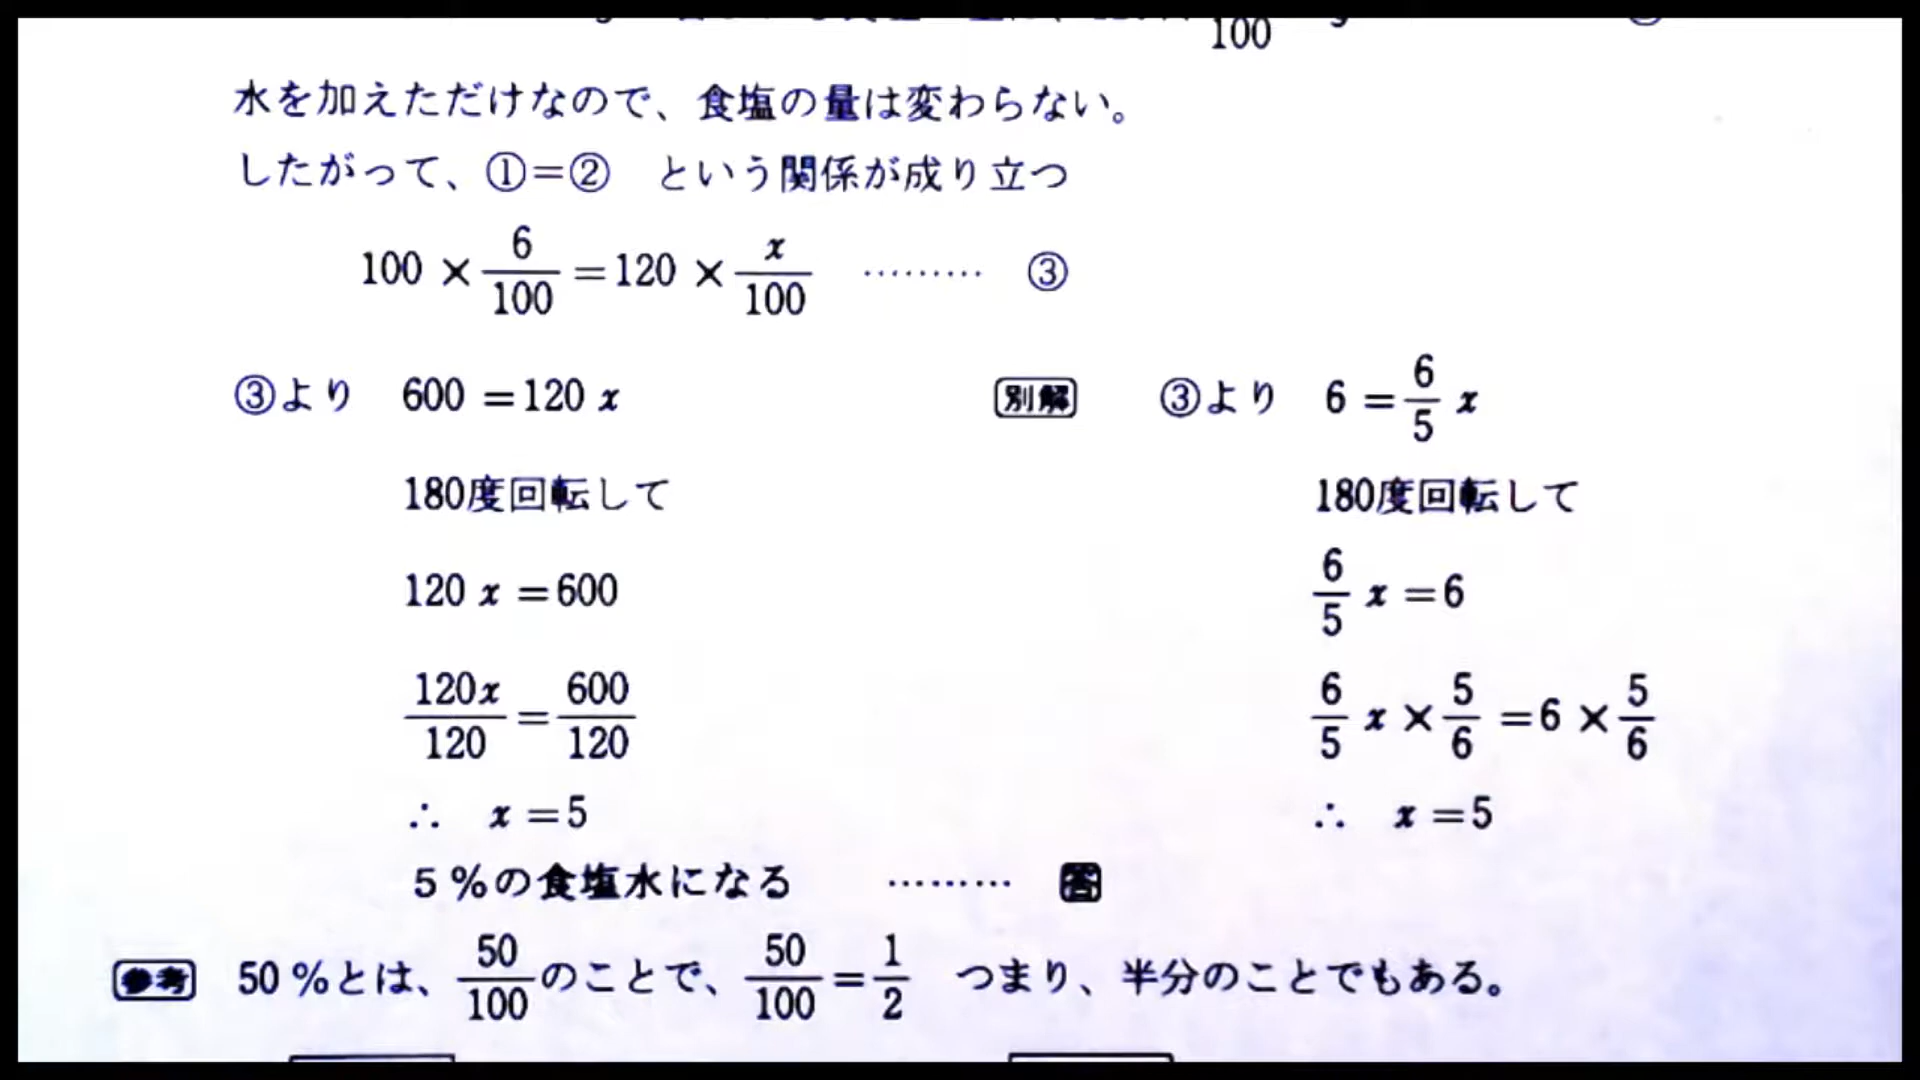 100
水を加えただけなので、食塩の量は変わらない。
したがって、①＝② という関係が成り立つ
100 × 6/100 ＝120 × x/100 ……… ③
③より 600 ＝120 x
180度回転して
120 x ＝600
120x/120 ＝ 600/120
∴ x ＝5
別解 ③より 6 ＝ 6/5 x
180度回転して
6/5 x ＝6
6/5 x × 5/6 ＝6 × 5/6
∴ x ＝5
5 %の食塩水になる ……… 答
参考 50 %とは、50/100 のことで、50/100 ＝ 1/2 つまり、半分のことでもある。